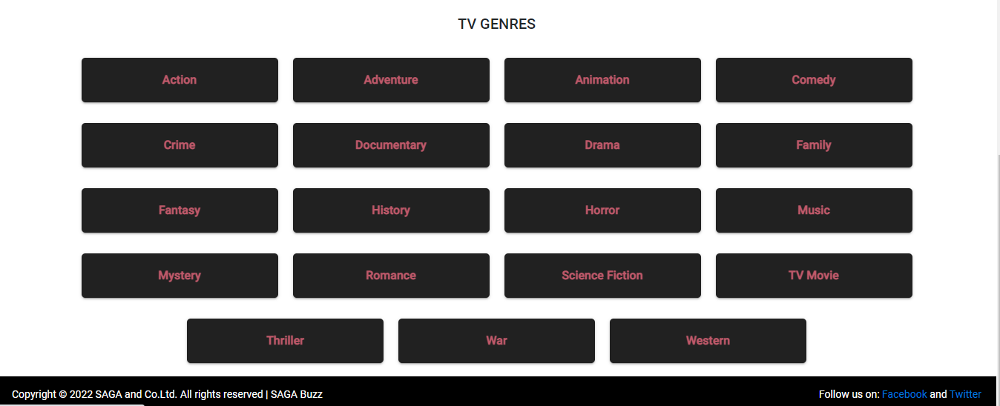 TV GENRES
Action Adventure Animation Comedy
Crime Documentary Drama Family
Fantasy History Horror Music
Mystery Romance Science Fiction TV Movie
Thriller War Western
Copyright © 2022 SAGA and Co.Ltd. All rights reserved | SAGA Buzz Follow us on: Facebook and Twitter